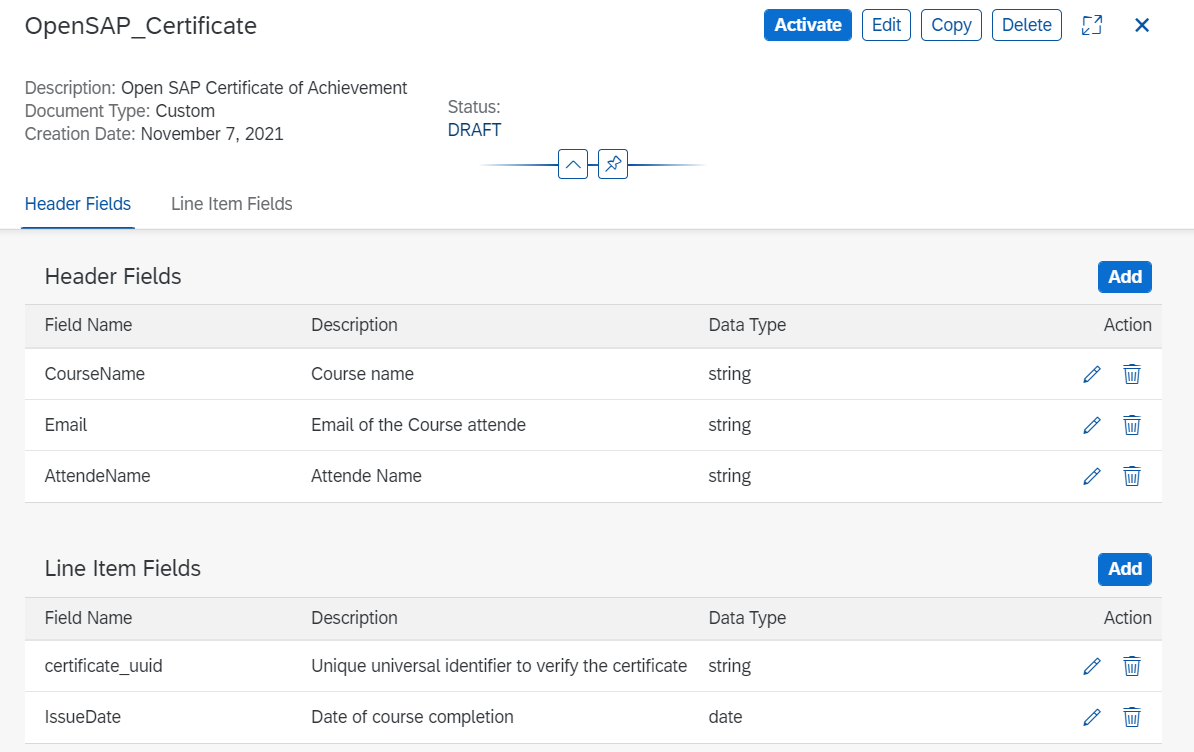 OpenSAP_Certificate
Activate Edit Copy Delete
Description: Open SAP Certificate of Achievement
Document Type: Custom
Creation Date: November 7, 2021
Status:
DRAFT
Header Fields Line Item Fields
Header Fields Add
Field Name Description Data Type Action
CourseName Course name string
Email Email of the Course attende string
AttendeName Attende Name string
Line Item Fields Add
Field Name Description Data Type Action
certificate_uuid Unique universal identifier to verify the certificate string
IssueDate Date of course completion date